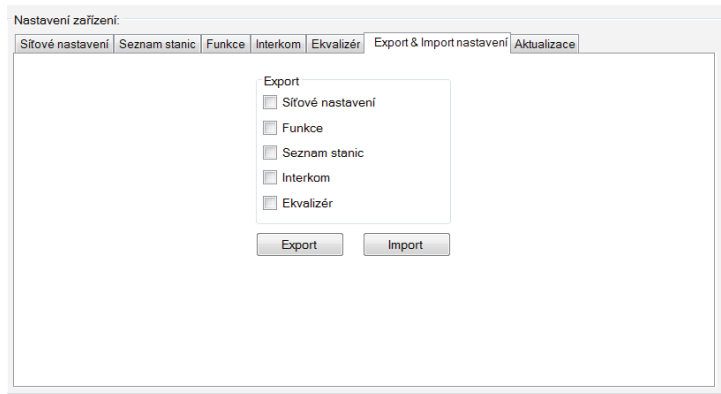 Nastavení zařízení:
Síťové nastavení Seznam stanic Funkce Interkom Ekvalizér Export & Import nastavení Aktualizace
Export
Síťové nastavení
Funkce
Seznam stanic
Interkom
Ekvalizér
Export Import